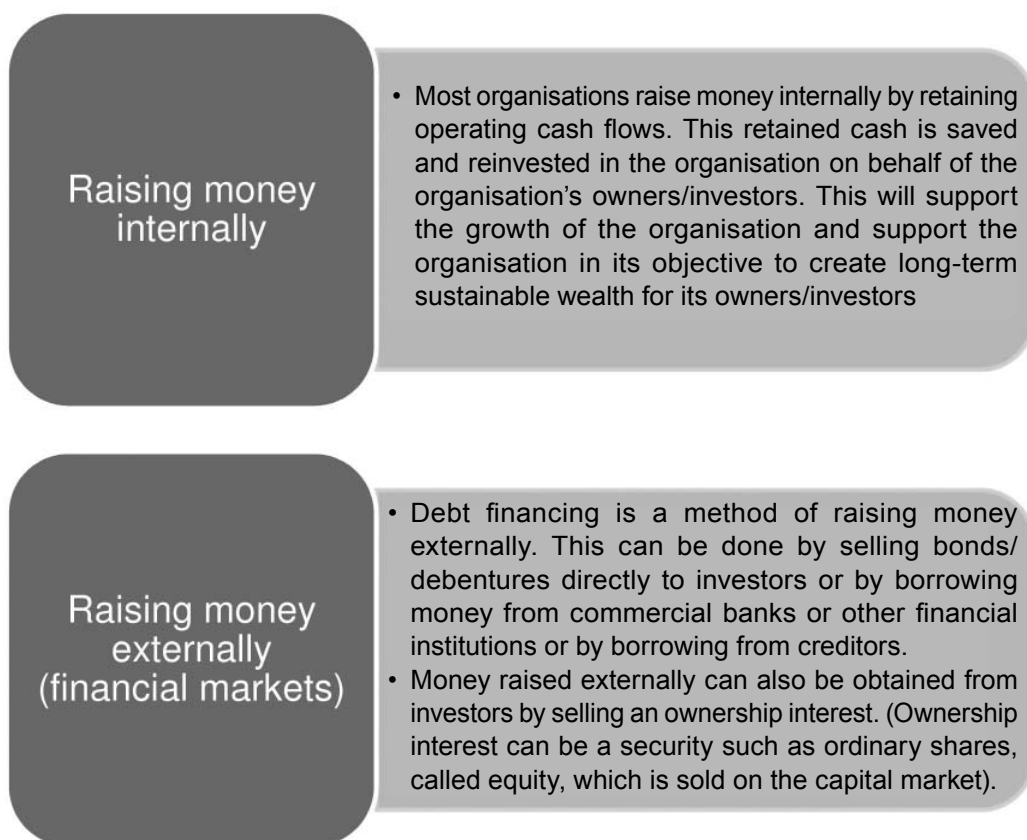 Raising money
internally
• Most organisations raise money internally by retaining
operating cash flows. This retained cash is saved
and reinvested in the organisation on behalf of the
organisation’s owners/investors. This will support
the growth of the organisation and support the
organisation in its objective to create long-term
sustainable wealth for its owners/investors
Raising money
externally
(financial markets)
• Debt financing is a method of raising money
externally. This can be done by selling bonds/
debentures directly to investors or by borrowing
money from commercial banks or other financial
institutions or by borrowing from creditors.
• Money raised externally can also be obtained from
investors by selling an ownership interest. (Ownership
interest can be a security such as ordinary shares,
called equity, which is sold on the capital market).